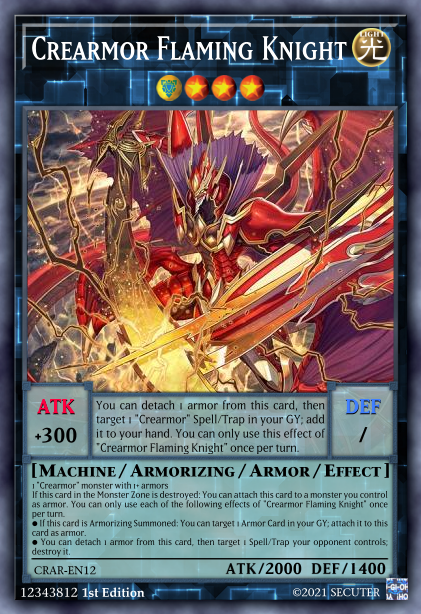 CREARMOR FLAMING KNIGHT
LIGHT
光
ATK
+300
You can detach 1 armor from this card, then
target 1 "Crearmor" Spell/Trap in your GY; add
it to your hand. You can only use this effect of
"Crearmor Flaming Knight" once per turn.
DEF
/
[MACHINE / ARMORIZING / ARMOR / EFFECT]
1 "Crearmor" monster with 1+ armors
If this card in the Monster Zone is destroyed: You can attach this card to a monster you control
as armor. You can only use each of the following effects of "Crearmor Flaming Knight" once
per turn.
● If this card is Armorizing Summoned: You can target 1 Armor Card in your GY; attach it to this
card as armor.
● You can detach 1 armor from this card, then target 1 Spell/Trap your opponent controls;
destroy it.
CRAR-EN12
ATK/2000 DEF/1400
12343812 1st Edition
©2021 SECUTER